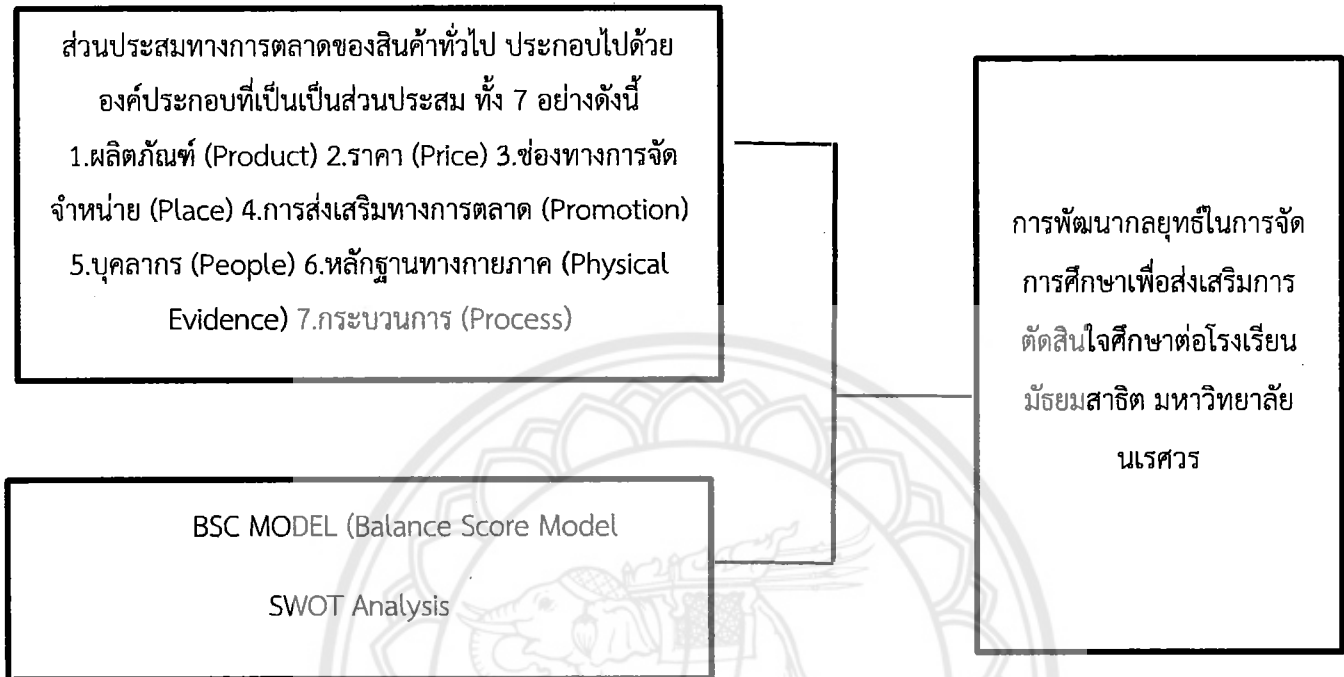 ส่วนประสมทางการตลาดของสินค้าทั่วไป ประกอบไปด้วย
องค์ประกอบที่เป็นเป็นส่วนประสม ทั้ง 7 อย่างดังนี้
1.ผลิตภัณฑ์ (Product) 2.ราคา (Price) 3.ช่องทางการจัด
จำหน่าย (Place) 4.การส่งเสริมทางการตลาด (Promotion)
5.บุคลากร (People) 6.หลักฐานทางกายภาค (Physical
Evidence) 7.กระบวนการ (Process)
BSC MODEL (Balance Score Model
SWOT Analysis
การพัฒนากลยุทธ์ในการจัด
การศึกษาเพื่อส่งเสริมการ
ตัดสินใจศึกษาต่อโรงเรียน
มัธยมสาธิต มหาวิทยาลัย
นเรศวร